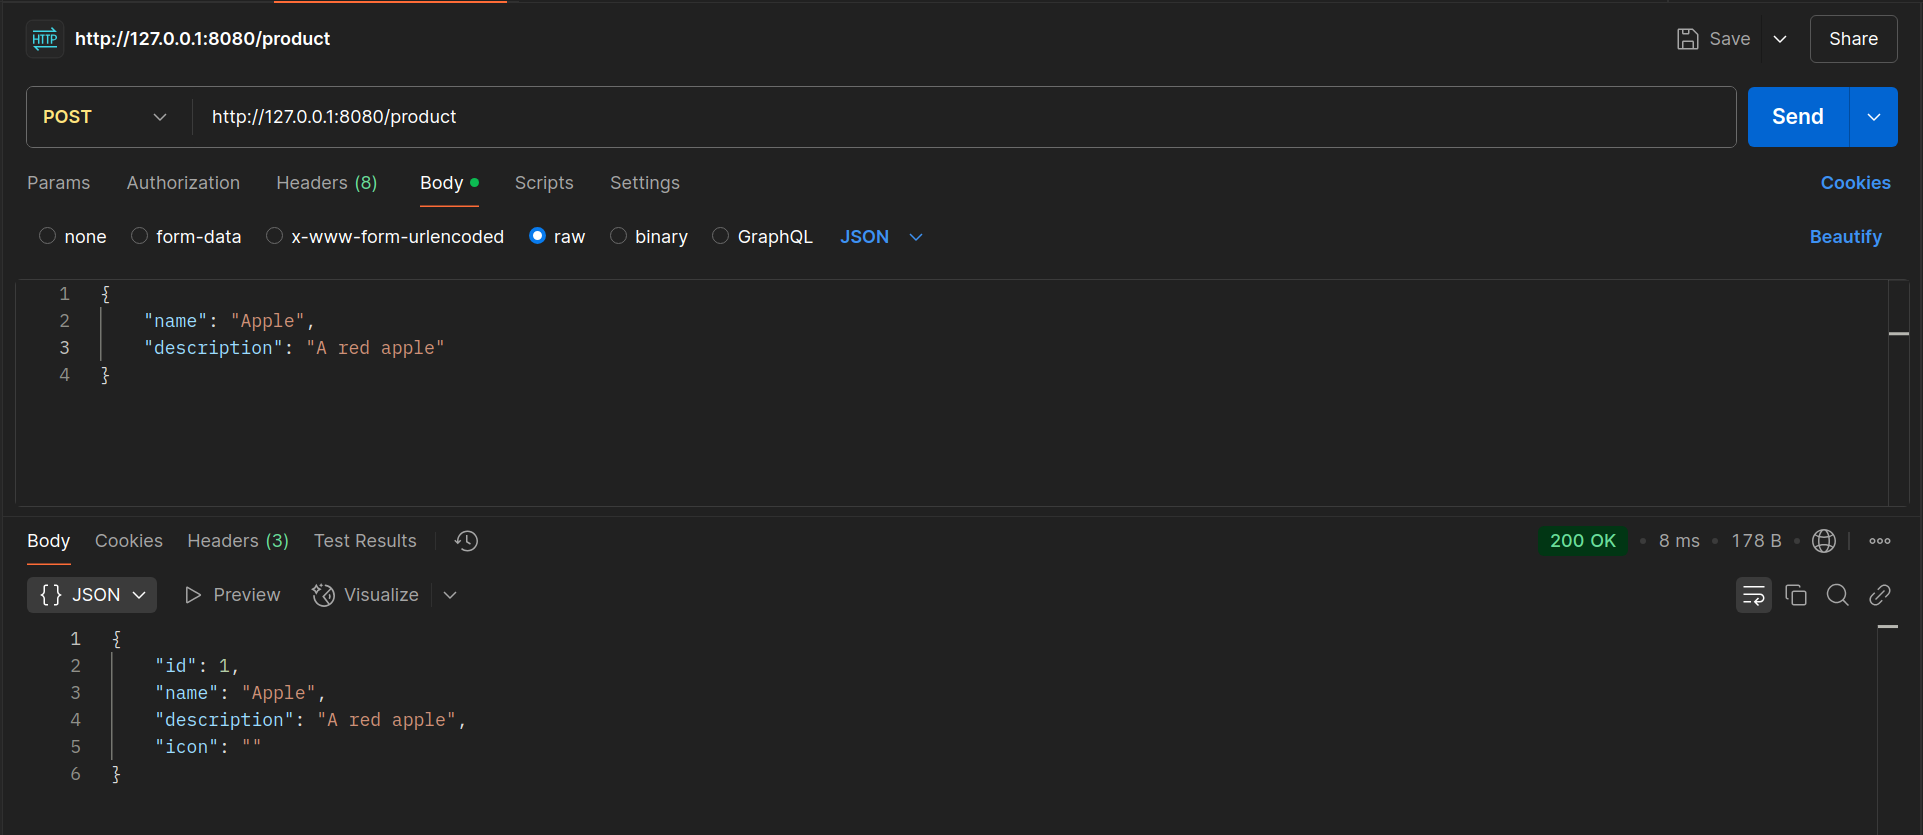 HTTP http://127.0.0.1:8080/product Save Share
POST http://127.0.0.1:8080/product Send
Params Authorization Headers (8) Body Scripts Settings Cookies
none form-data x-www-form-urlencoded raw binary GraphQL JSON Beautify
1 {
2 "name": "Apple",
3 "description": "A red apple"
4 }
Body Cookies Headers (3) Test Results 200 OK • 8 ms • 178 B •
{} JSON Preview Visualize
1 {
2 "id": 1,
3 "name": "Apple",
4 "description": "A red apple",
5 "icon": ""
6 }